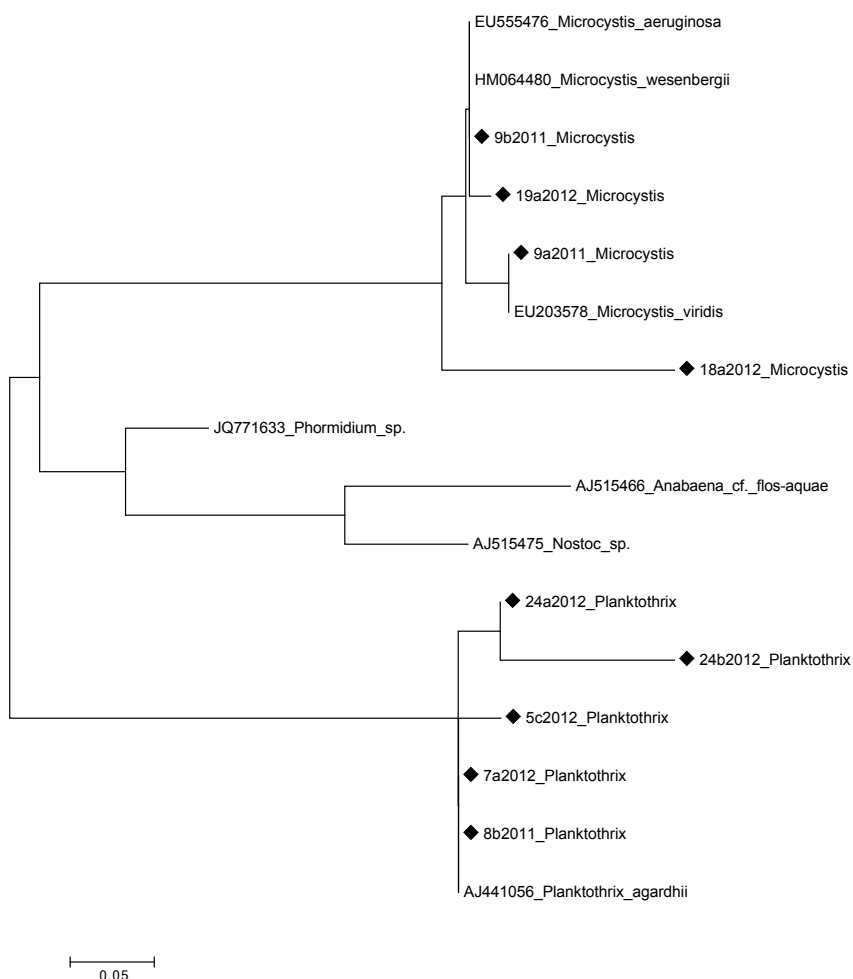 EU555476_Microcystis_aeruginosa
HM064480_Microcystis_wesenbergii
9b2011_Microcystis
19a2012_Microcystis
9a2011_Microcystis
EU203578_Microcystis_viridis
18a2012_Microcystis
JQ771633_Phormidium_sp.
AJ515466_Anabaena_cf._flos-aquae
AJ515475_Nostoc_sp.
24a2012_Planktothrix
24b2012_Planktothrix
5c2012_Planktothrix
7a2012_Planktothrix
8b2011_Planktothrix
AJ441056_Planktothrix_agardhii
0.05